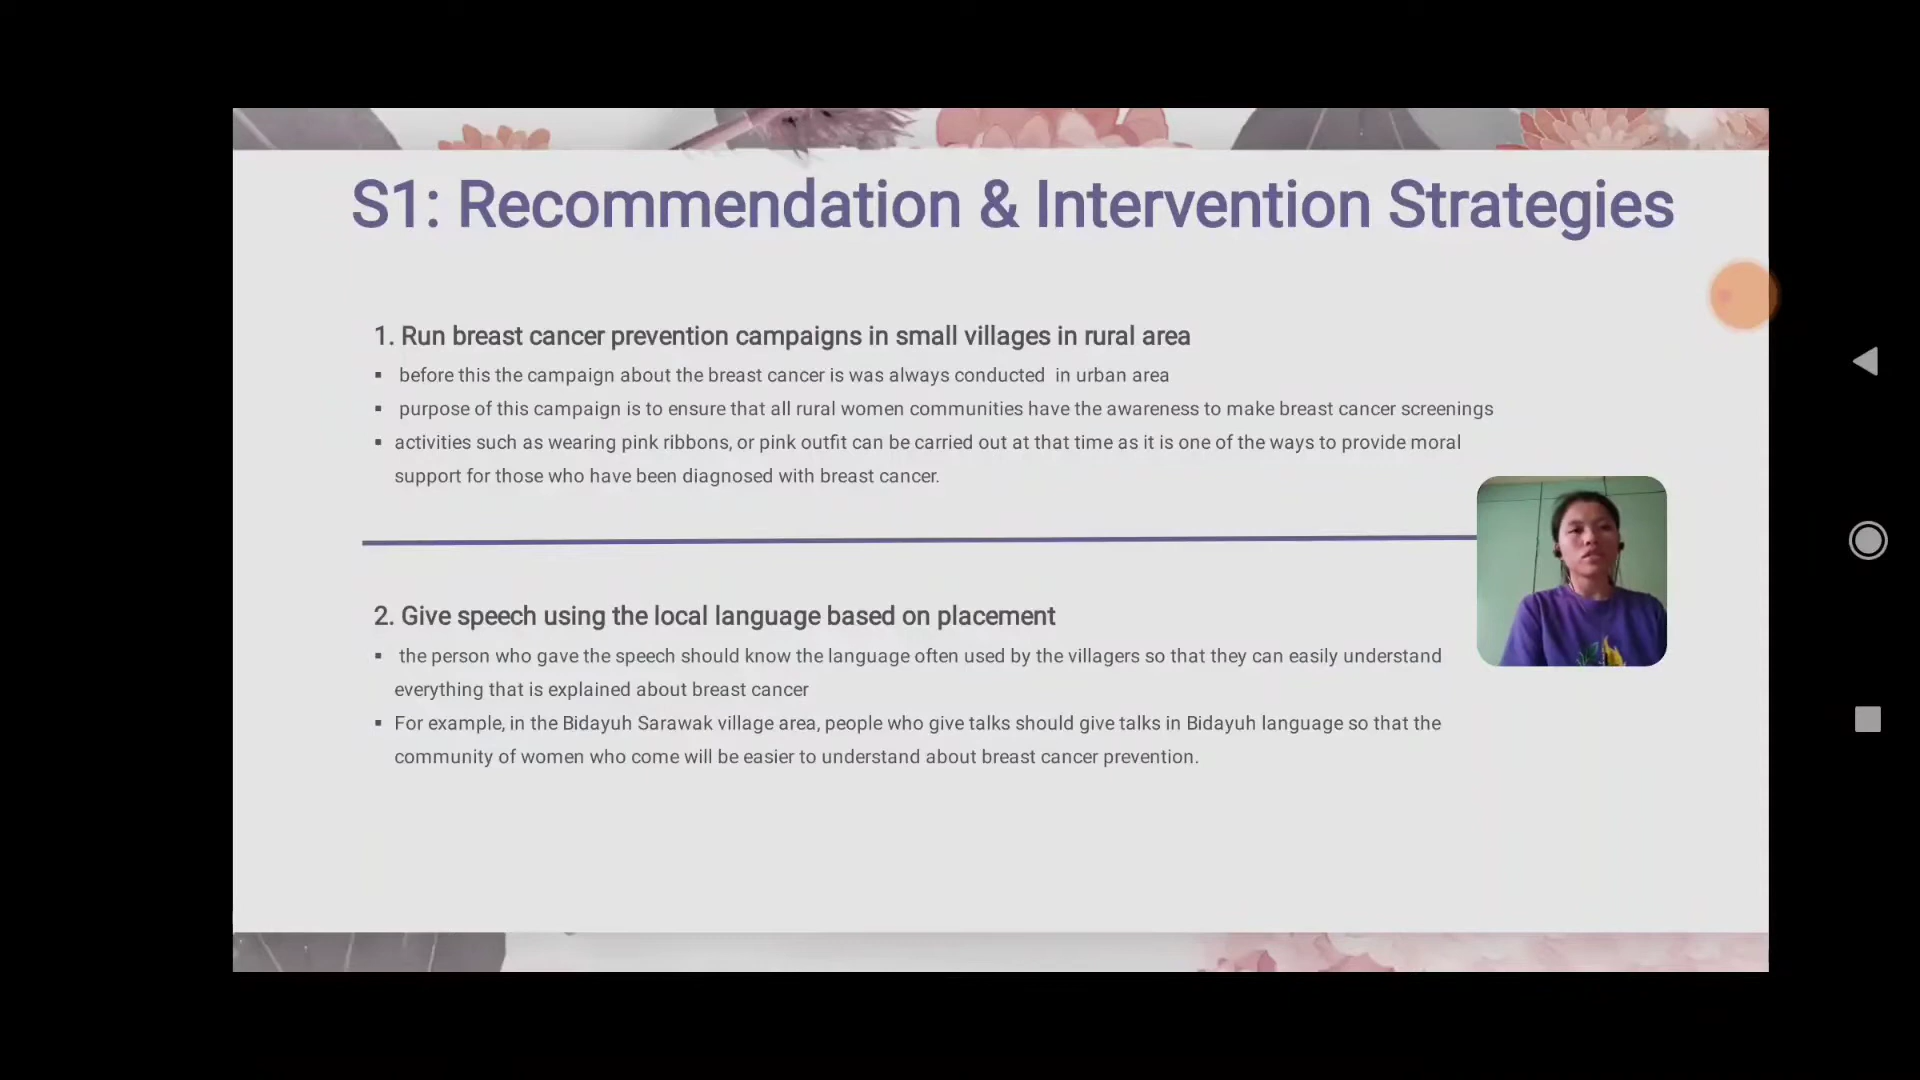 S1: Recommendation & Intervention Strategies
1. Run breast cancer prevention campaigns in small villages in rural area
▪ before this the campaign about the breast cancer is was always conducted in urban area
▪ purpose of this campaign is to ensure that all rural women communities have the awareness to make breast cancer screenings
▪ activities such as wearing pink ribbons, or pink outfit can be carried out at that time as it is one of the ways to provide moral
support for those who have been diagnosed with breast cancer.
2. Give speech using the local language based on placement
▪ the person who gave the speech should know the language often used by the villagers so that they can easily understand
everything that is explained about breast cancer
▪ For example, in the Bidayuh Sarawak village area, people who give talks should give talks in Bidayuh language so that the
community of women who come will be easier to understand about breast cancer prevention.